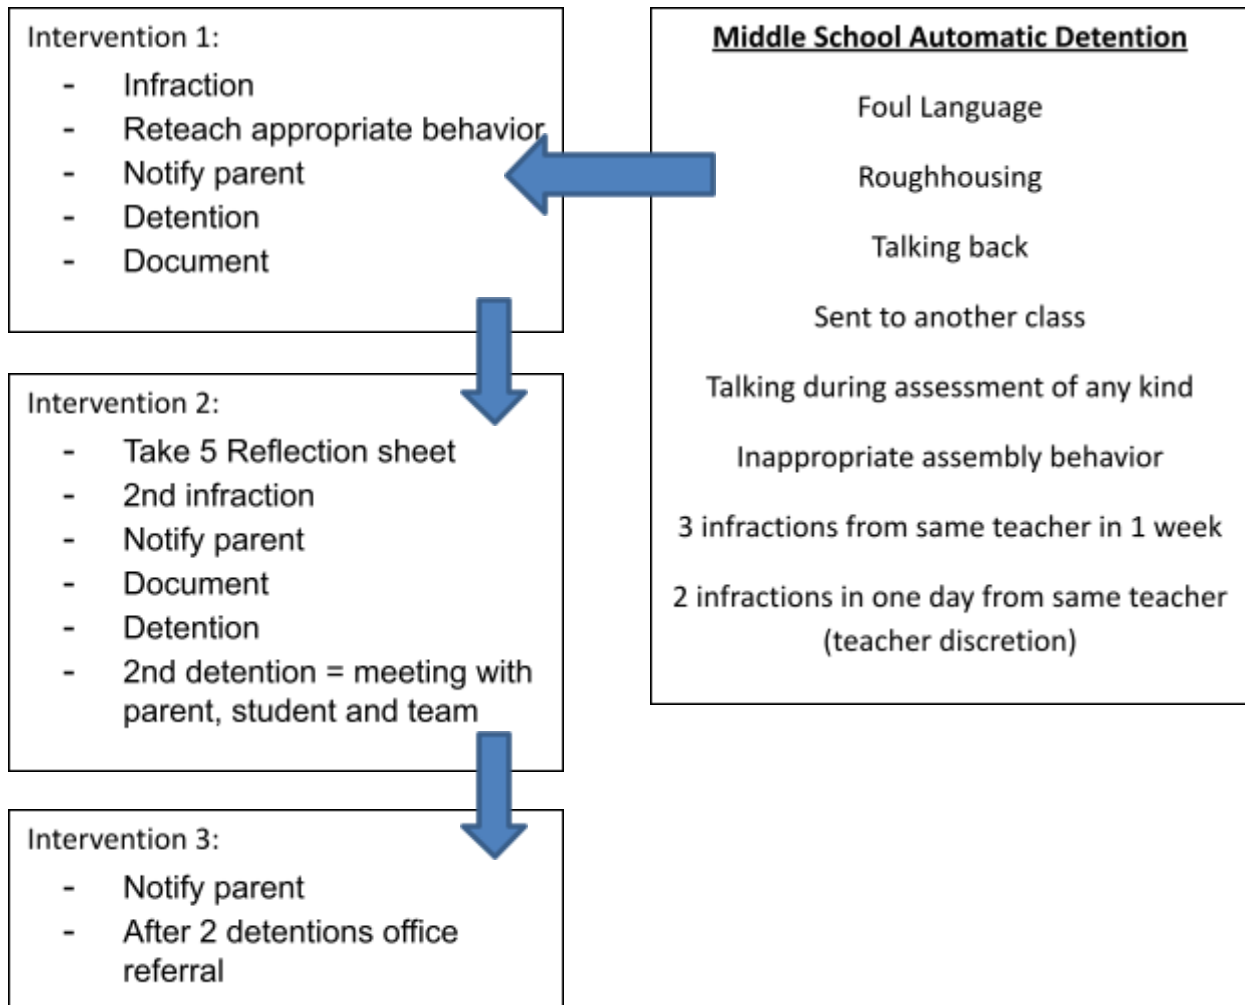 Intervention 1:
- Infraction
- Reteach appropriate behavior
- Notify parent
- Detention
- Document
Intervention 2:
- Take 5 Reflection sheet
- 2nd infraction
- Notify parent
- Document
- Detention
- 2nd detention = meeting with
parent, student and team
Intervention 3:
- Notify parent
- After 2 detentions office
referral
Middle School Automatic Detention
Foul Language
Roughhousing
Talking back
Sent to another class
Talking during assessment of any kind
Inappropriate assembly behavior
3 infractions from same teacher in 1 week
2 infractions in one day from same teacher
(teacher discretion)